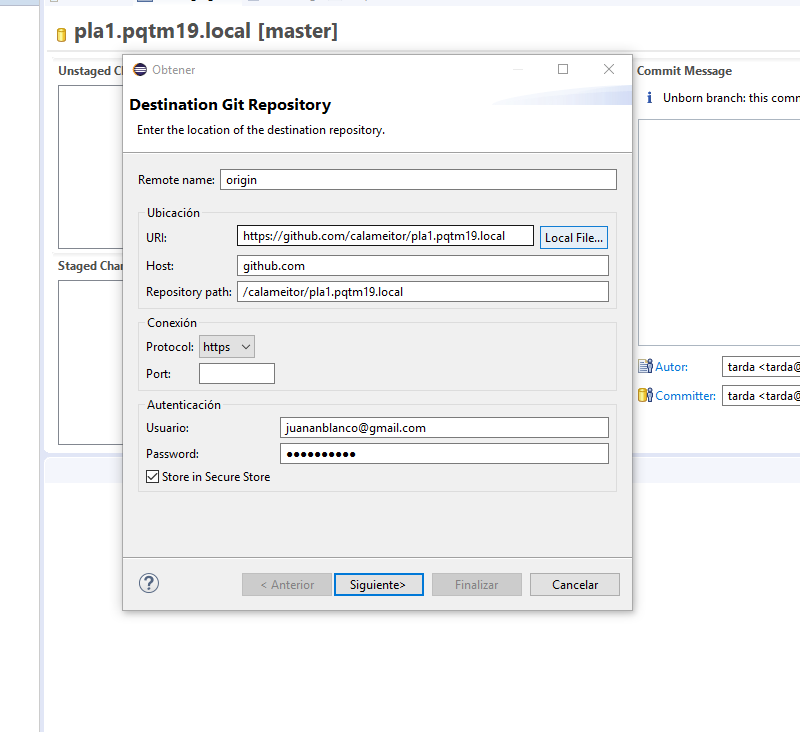 pla1.pqtm19.local [master]
Unstaged
Obtener
Commit Message
Destination Git Repository
Enter the location of the destination repository.
Unborn branch: this
Remote name: origin
Ubicación
URI: https://github.com/calameitor/pla1.pqtm19.local Local File...
Host: github.com
Staged
Repository path: /calameitor/pla1.pqtm19.local
Conexión
Protocol: https
Autor: tarda <tarda@
Port:
Committer: tarda <tarda@
Autenticación
Usuario: juananblanco@gmail.com
Password: ●●●●●●●●●●
Store in Secure Store
? < Anterior Siguiente> Finalizar Cancelar